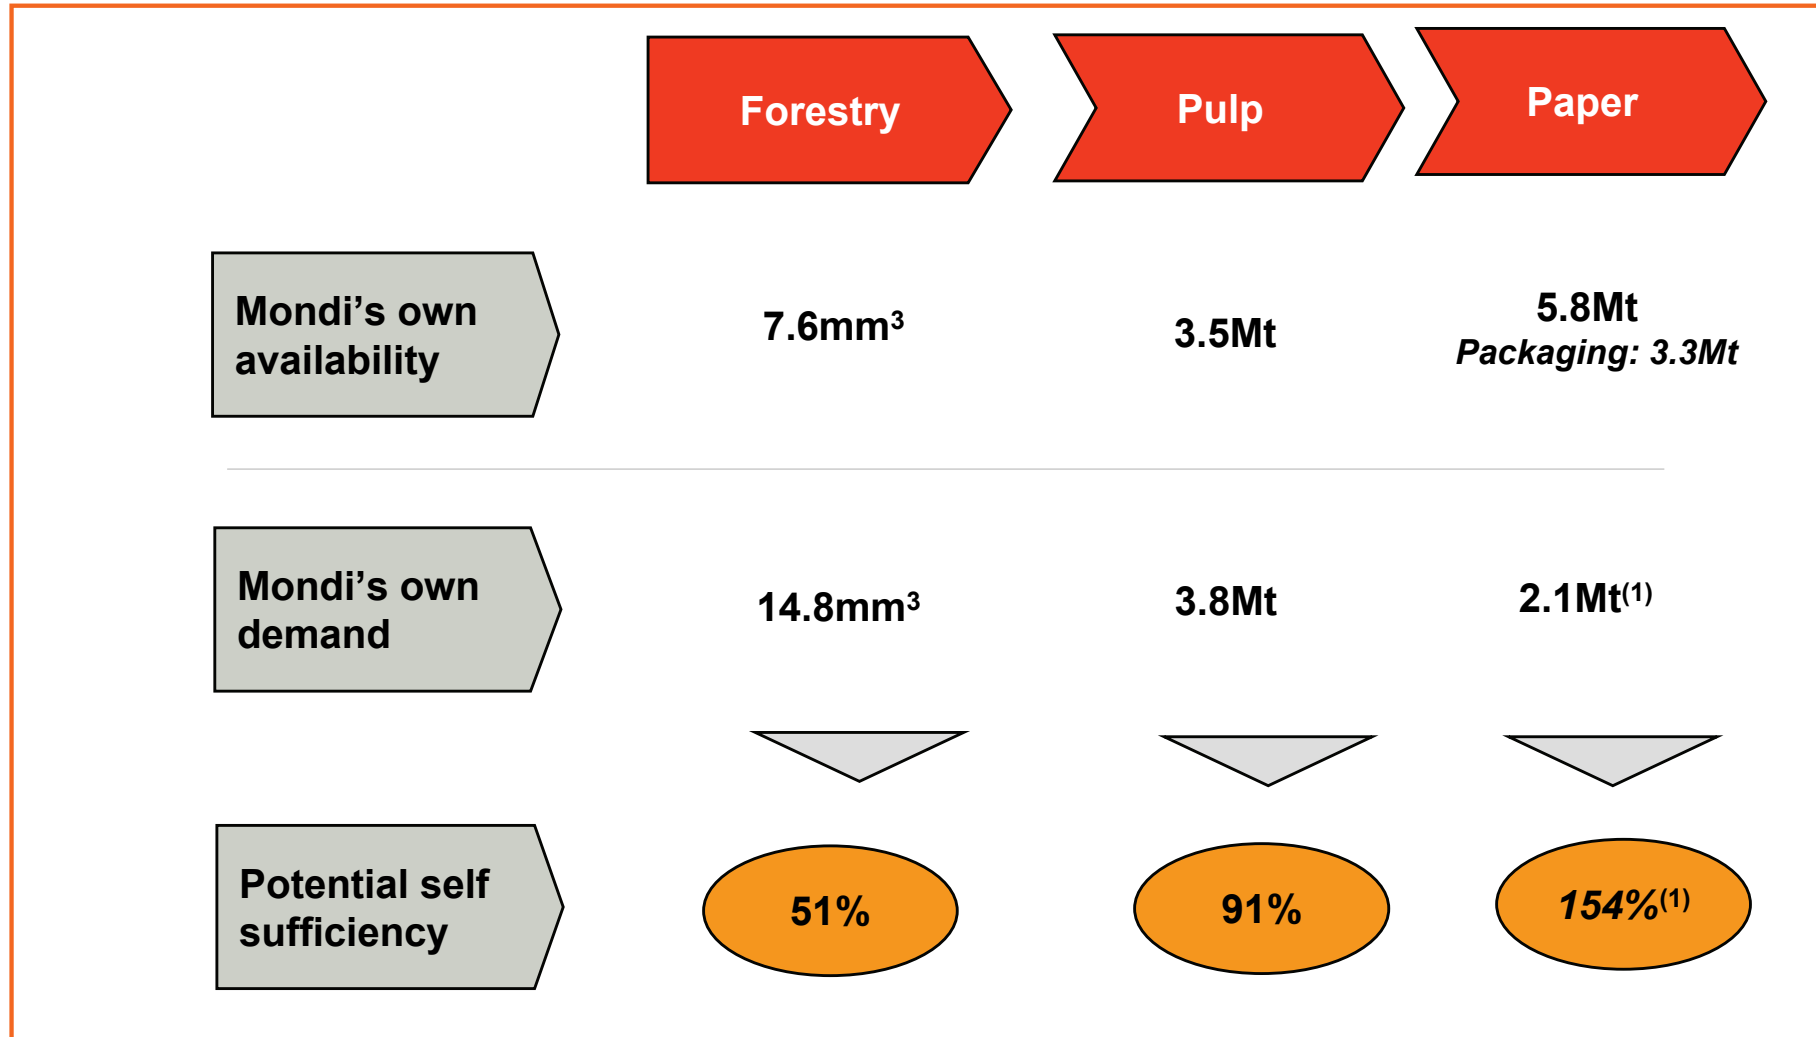 Forestry
Pulp
Paper
Mondi’s own
availability
7.6mm³
3.5Mt
5.8Mt
Packaging: 3.3Mt
Mondi’s own
demand
14.8mm³
3.8Mt
2.1Mt⁽¹⁾
Potential self
sufficiency
51%
91%
154%⁽¹⁾